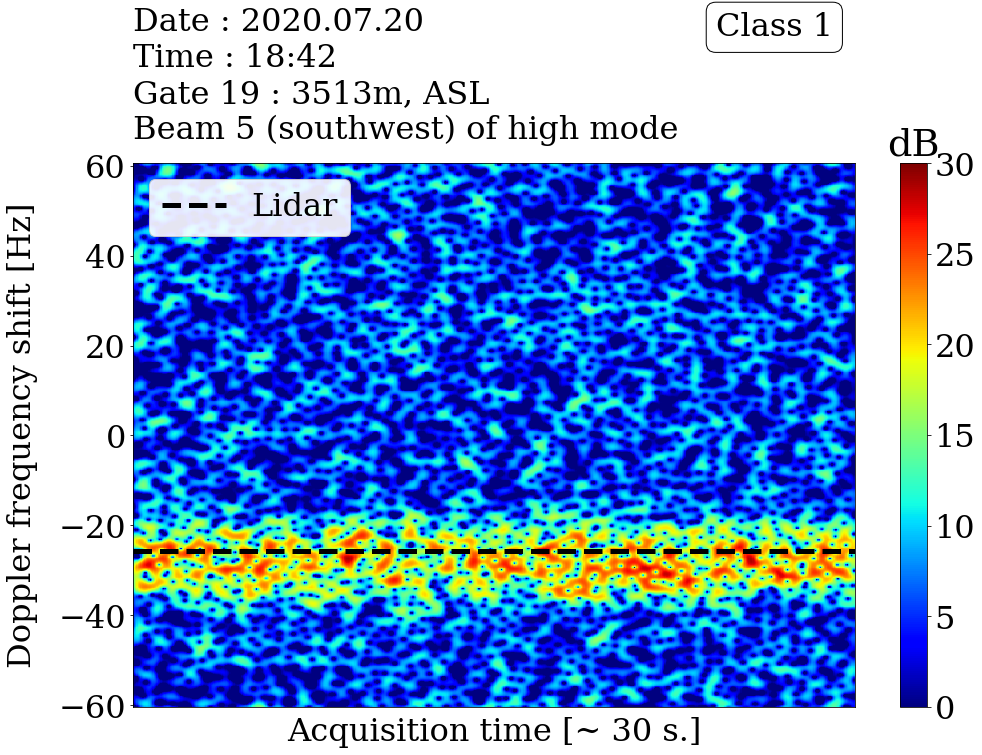 Date : 2020.07.20
Time : 18:42
Gate 19 : 3513m, ASL
Beam 5 (southwest) of high mode
Class 1
dB
Lidar
Doppler frequency shift [Hz]
60
40
20
0
−20
−40
−60
30
25
20
15
10
5
0
Acquisition time [~ 30 s.]